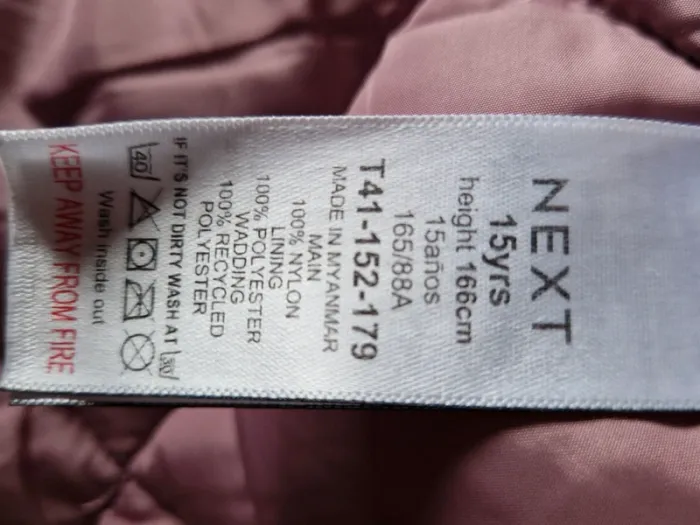 NEXT
15yrs
height 166cm
15años
165/88A
T41-152-179
MADE IN MYANMAR
MAIN
100% NYLON
LINING
100% POLYESTER
WADDING
100% RECYCLED
POLYESTER
IF IT'S NOT DIRTY WASH AT 30
40
Wash inside out
KEEP AWAY FROM FIRE